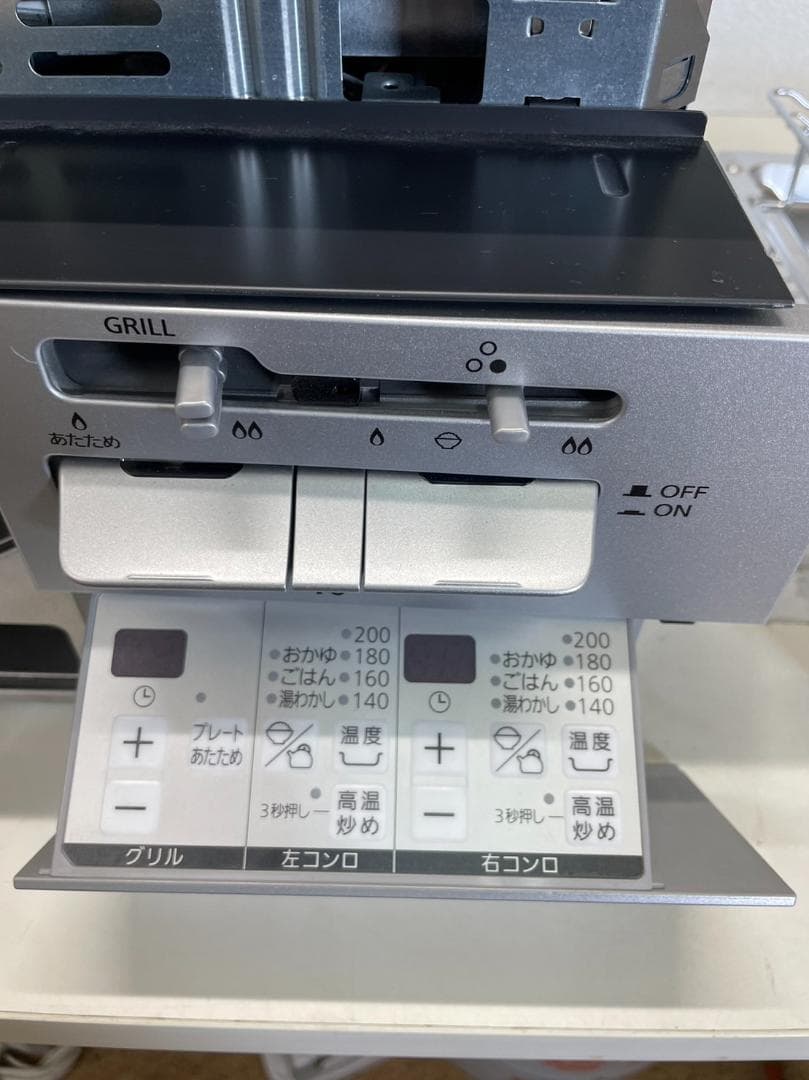 GRILL
あたため
OFF
ON
200
おかゆ 180
ごはん 160
湯わかし 140
200
おかゆ 180
ごはん 160
湯わかし 140
+
プレート
あたため
温度
+
温度
−
3秒押し
高温
炒め
−
3秒押し
高温
炒め
グリル
左コンロ
右コンロ